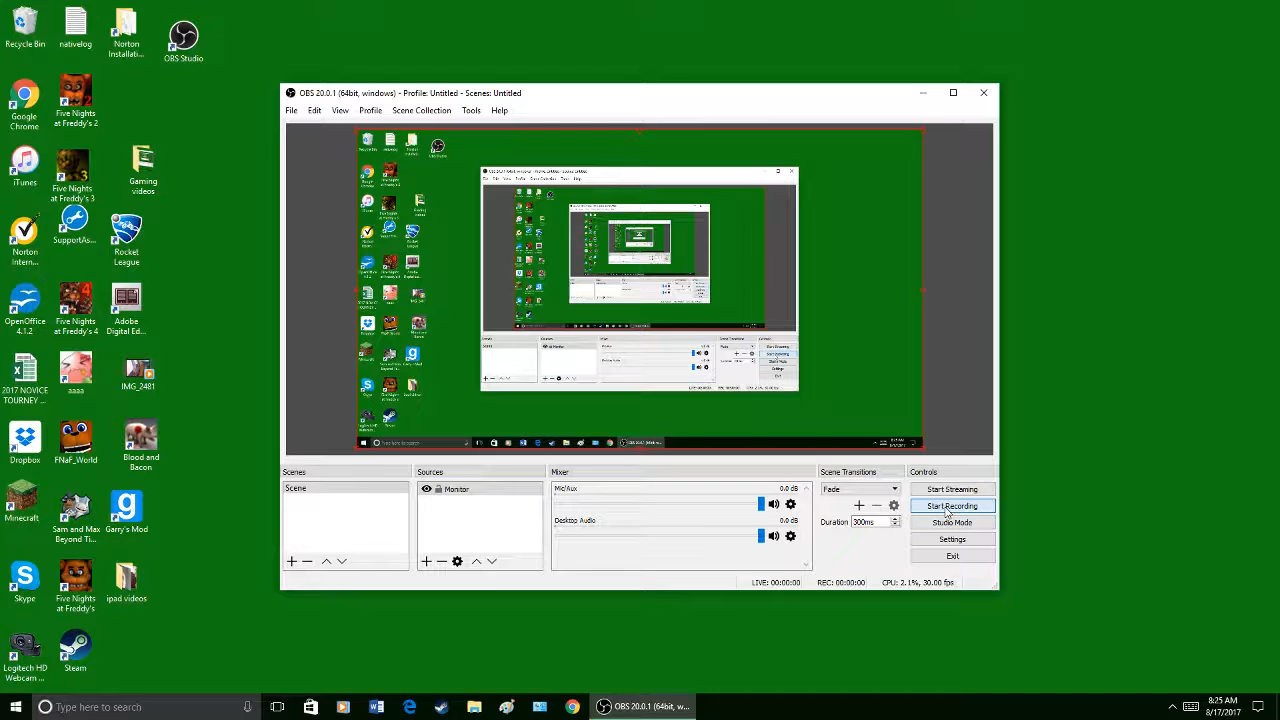 Recycle Bin
nativelog
Norton
Installati...
OBS Studio
Google
Chrome
Five Nights
at Freddy's 2
iTunes
Five Nights
at Freddy's 3
Gaming
videos
Norton
Intern...
SupportAs...
Rocket
League
OpenOffice
4.1.2
Five Nights
at Freddy's 4
Adobe
Digital Ed...
2017 NOVICE
TOURNEY ...
aaaa
IMG_2481
Dropbox
FNaF_World
Blood and
Bacon
Minecraft
Sam and Max
Beyond Ti...
Garry's Mod
Skype
Five Nights
at Freddy's
ipad videos
Logitech HD
Webcam ...
Steam
OBS 20.0.1 (64bit, windows) - Profile: Untitled - Scenes: Untitled
File Edit View Profile Scene Collection Tools Help
Scenes
Scene
Sources
Monitor
Mixer
Mic/Aux 0.0 dB
Desktop Audio 0.0 dB
Scene Transitions
Fade
Duration 300ms
Controls
Start Streaming
Start Recording
Studio Mode
Settings
Exit
LIVE: 00:00:00 REC: 00:00:00 CPU: 2.1%, 30.00 fps
Type here to search
OBS 20.0.1 (64bit, w...
8:25 AM
8/17/2017